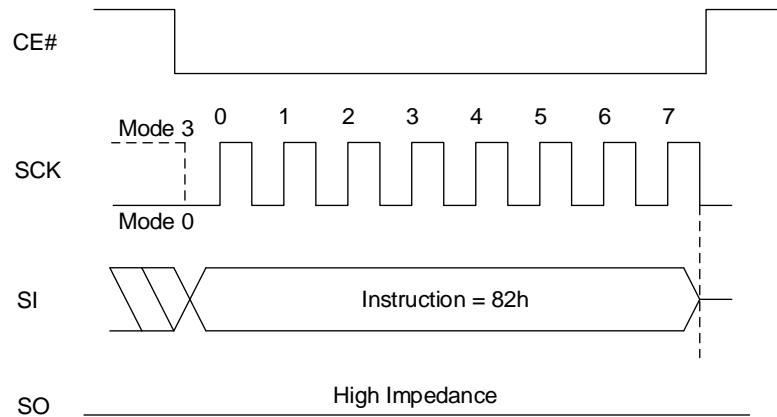 CE#
Mode 3
0 1 2 3 4 5 6 7
SCK
Mode 0
SI
Instruction = 82h
SO
High Impedance